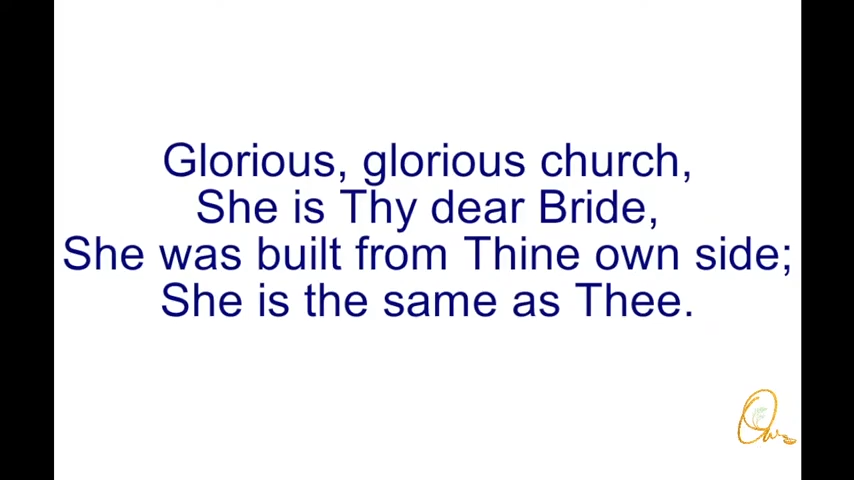 Glorious, glorious church,
She is Thy dear Bride,
She was built from Thine own side;
She is the same as Thee.